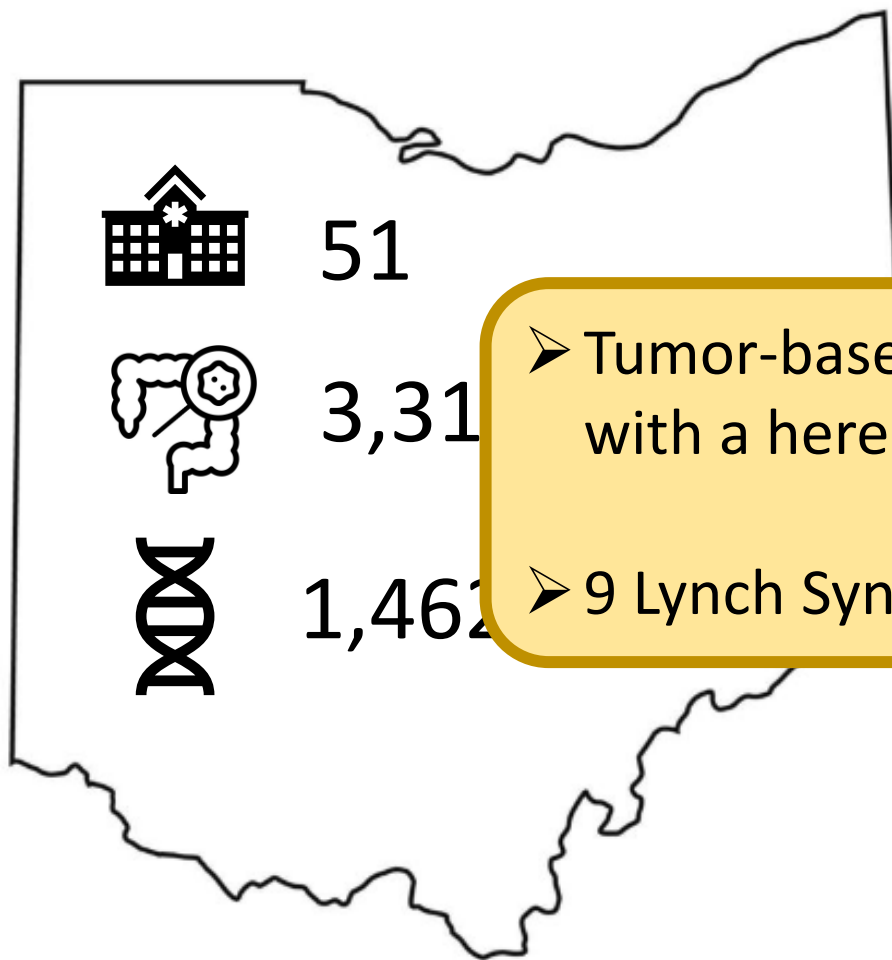 51
3,31
1,462
➢ Tumor-base
with a here
➢ 9 Lynch Syn